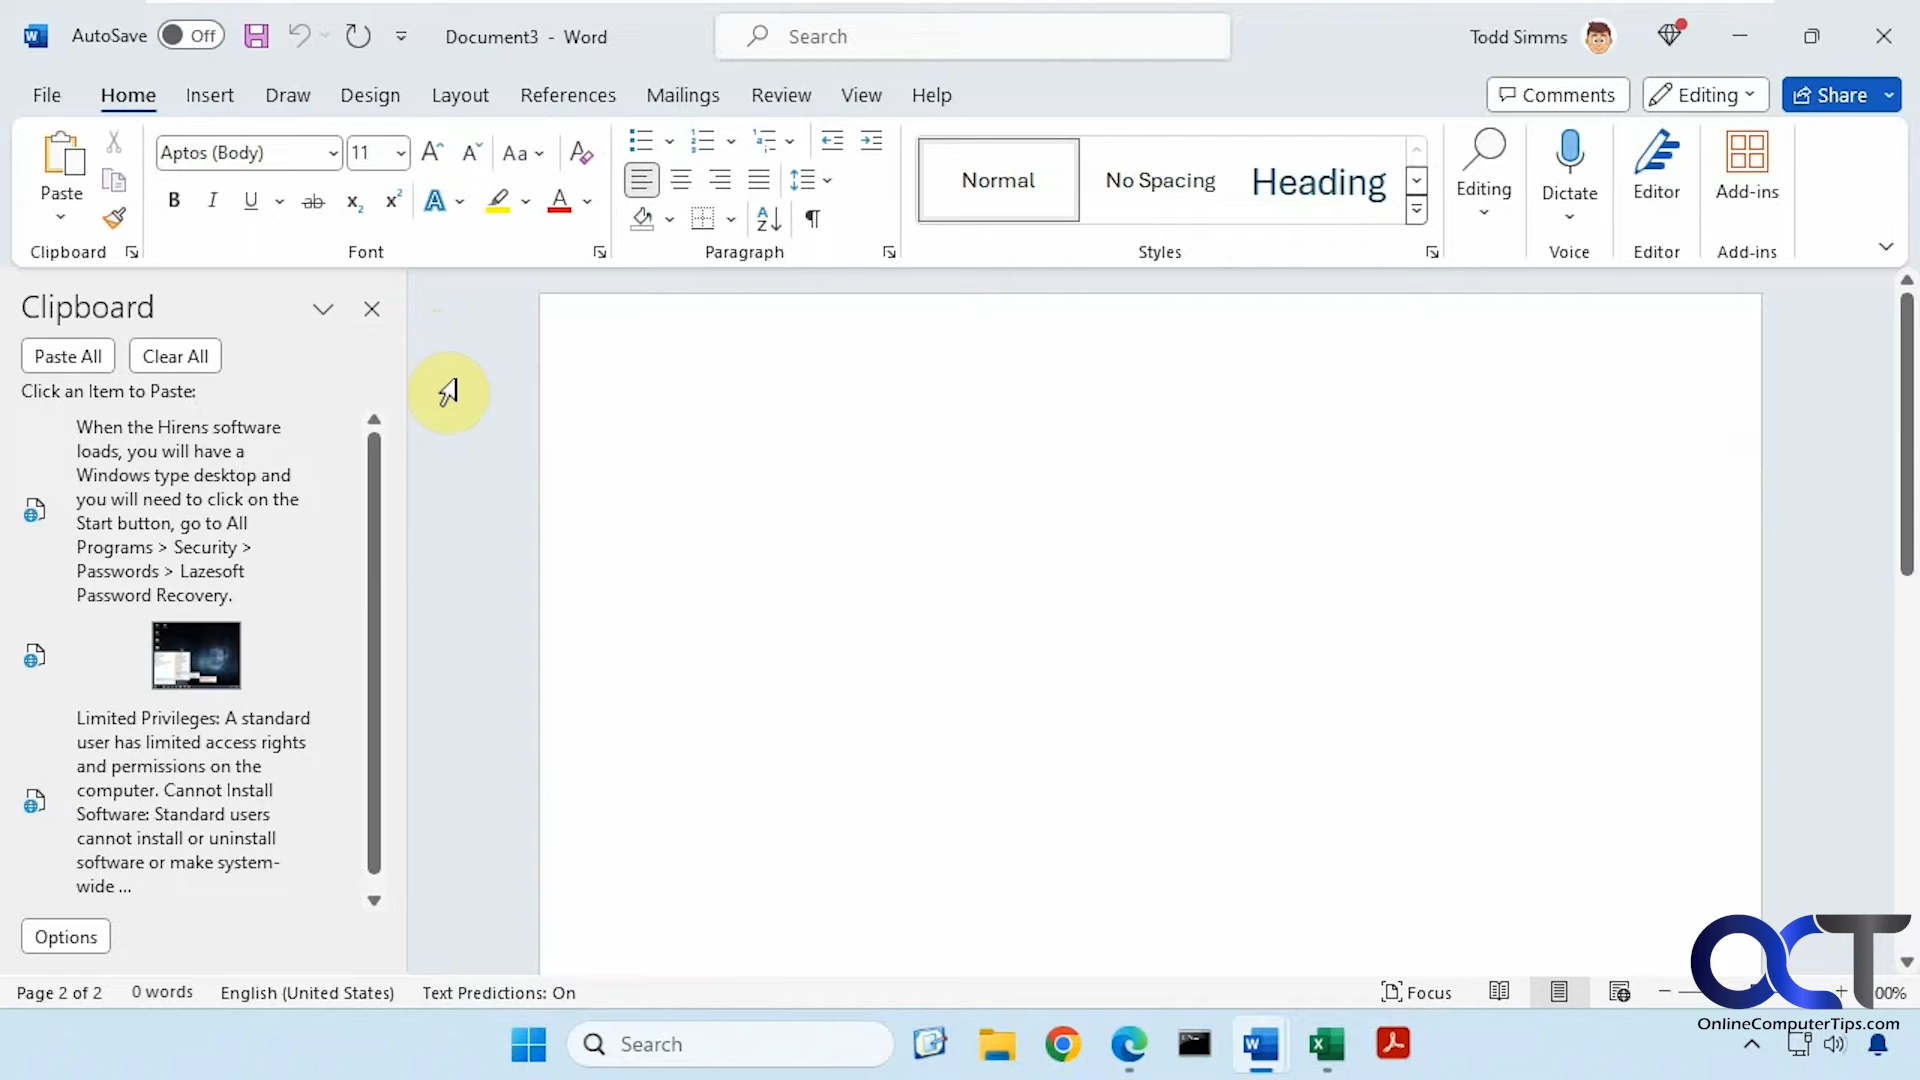 AutoSave Off Document3 - Word Search Todd Simms
File Home Insert Draw Design Layout References Mailings Review View Help Comments Editing Share
Paste Aptos (Body) 11 Aa Normal No Spacing Heading Editing Dictate Editor Add-ins
Clipboard Font Paragraph Styles Voice Editor Add-ins
Clipboard
Paste All Clear All
Click an Item to Paste:
When the Hirens software
loads, you will have a
Windows type desktop and
you will need to click on the
Start button, go to All
Programs > Security >
Passwords > Lazesoft
Password Recovery.
Limited Privileges: A standard
user has limited access rights
and permissions on the
computer. Cannot Install
Software: Standard users
cannot install or uninstall
software or make system-
wide ...
Options
Page 2 of 2 0 words English (United States) Text Predictions: On Focus 00%
OCT
OnlineComputerTips.com
Search